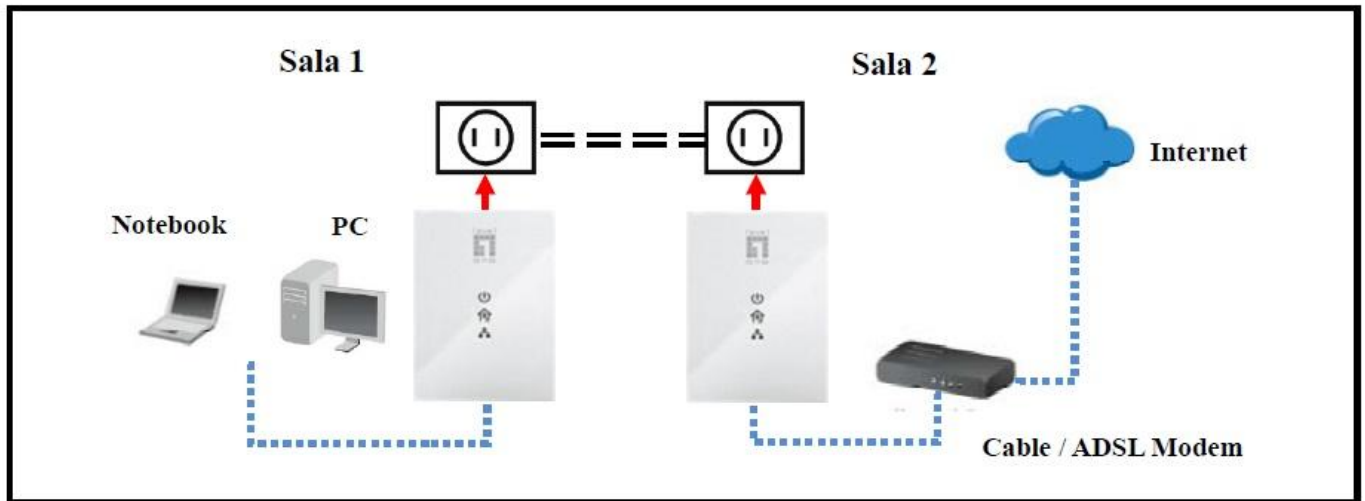 Sala 1
Sala 2
Internet
Notebook
PC
Cable / ADSL Modem